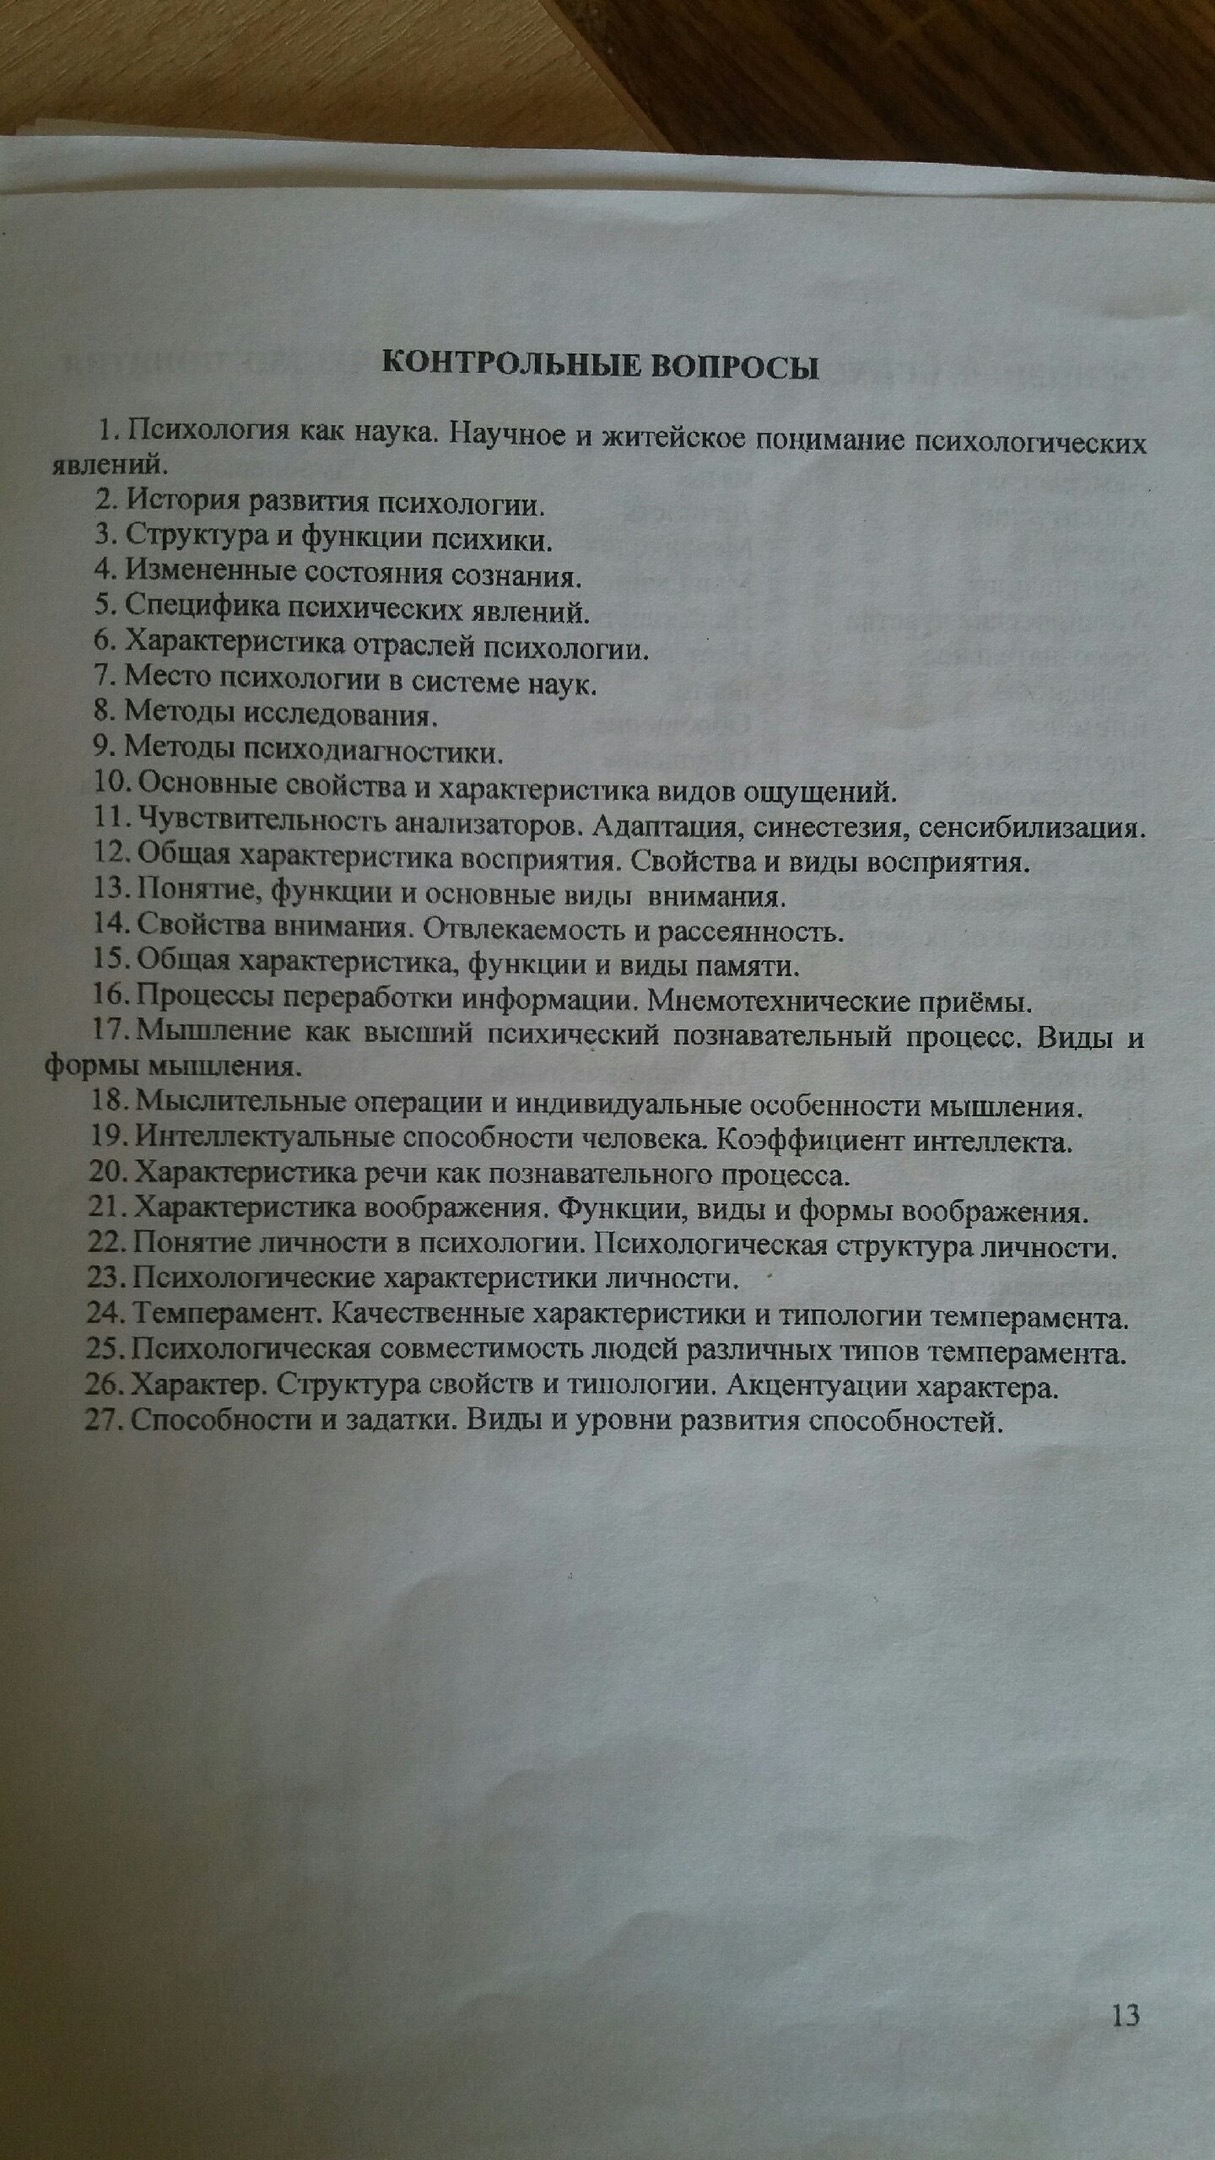 КОНТРОЛЬНЫЕ ВОПРОСЫ
1. Психология как наука. Научное и житейское понимание психологических
явлений.
2. История развития психологии.
3. Структура и функции психики.
4. Измененные состояния сознания.
5. Специфика психических явлений.
6. Характеристика отраслей психологии.
7. Место психологии в системе наук.
8. Методы исследования.
9. Методы психодиагностики.
10. Основные свойства и характеристика видов ощущений.
11. Чувствительность анализаторов. Адаптация, синестезия, сенсибилизация.
12. Общая характеристика восприятия. Свойства и виды восприятия.
13. Понятие, функции и основные виды внимания.
14. Свойства внимания. Отвлекаемость и рассеянность.
15. Общая характеристика, функции и виды памяти.
16. Процессы переработки информации. Мнемотехнические приёмы.
17. Мышление как высший психический познавательный процесс. Виды и
формы мышления.
18. Мыслительные операции и индивидуальные особенности мышления.
19. Интеллектуальные способности человека. Коэффициент интеллекта.
20. Характеристика речи как познавательного процесса.
21. Характеристика воображения. Функции, виды и формы воображения.
22. Понятие личности в психологии. Психологическая структура личности.
23. Психологические характеристики личности.
24. Темперамент. Качественные характеристики и типологии темперамента.
25. Психологическая совместимость людей различных типов темперамента.
26. Характер. Структура свойств и типологии. Акцентуации характера.
27. Способности и задатки. Виды и уровни развития способностей.
13